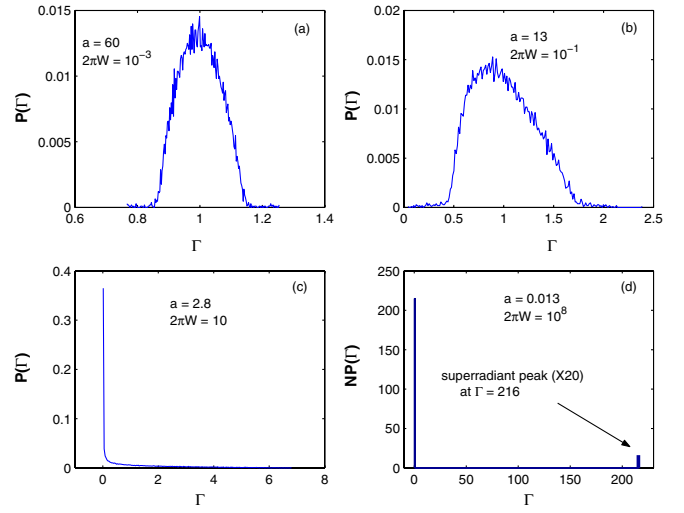 (a)
a = 60
2πW = 10⁻³
P(Γ)
0.015
0.01
0.005
0
0.6
0.8
1
1.2
1.4
Γ
(b)
a = 13
2πW = 10⁻¹
P(Γ)
0.02
0.015
0.01
0.005
0
0
0.5
1
1.5
2
2.5
Γ
(c)
a = 2.8
2πW = 10
P(Γ)
0.4
0.3
0.2
0.1
0
0
2
4
6
8
Γ
(d)
a = 0.013
2πW = 10⁸
NP(Γ)
250
200
150
100
50
0
superradiant peak (X20)
at Γ = 216
0
50
100
150
200
Γ